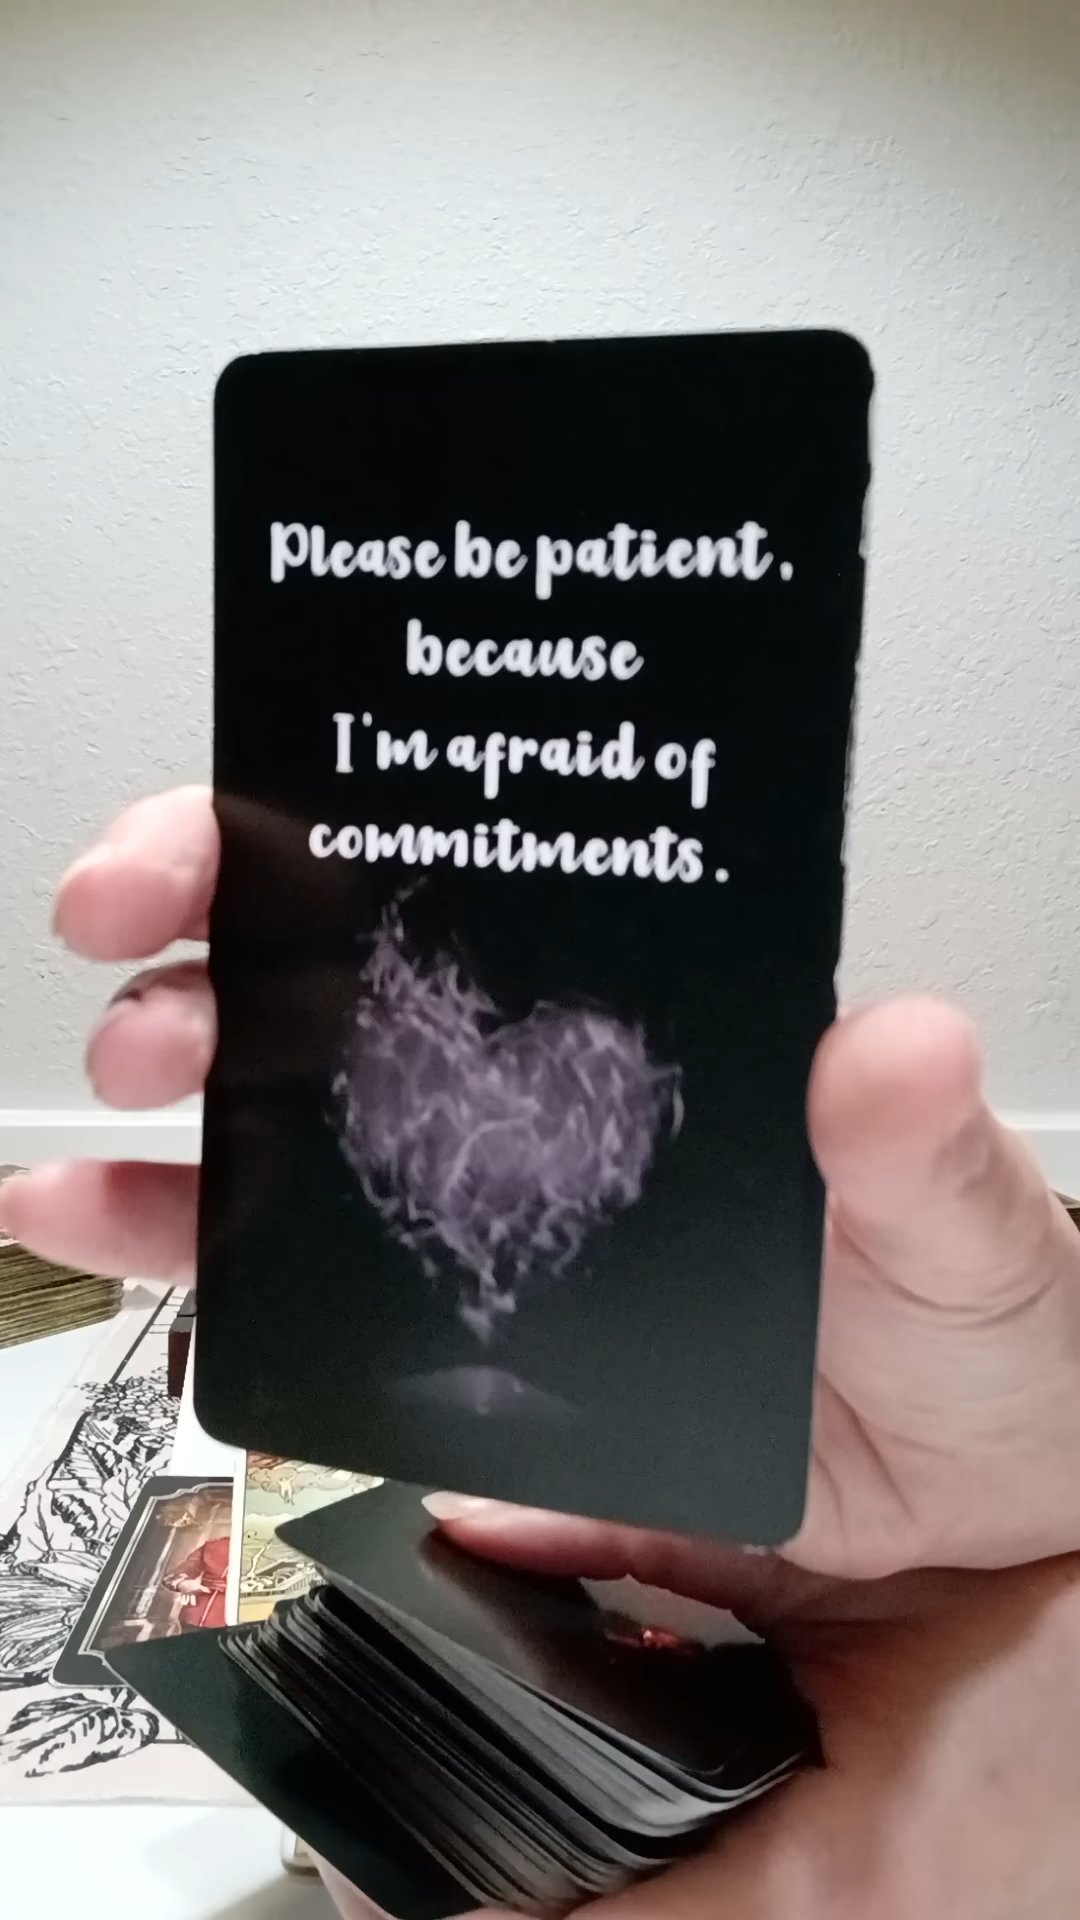 Please be patient,
because
I'm afraid of
commitments.